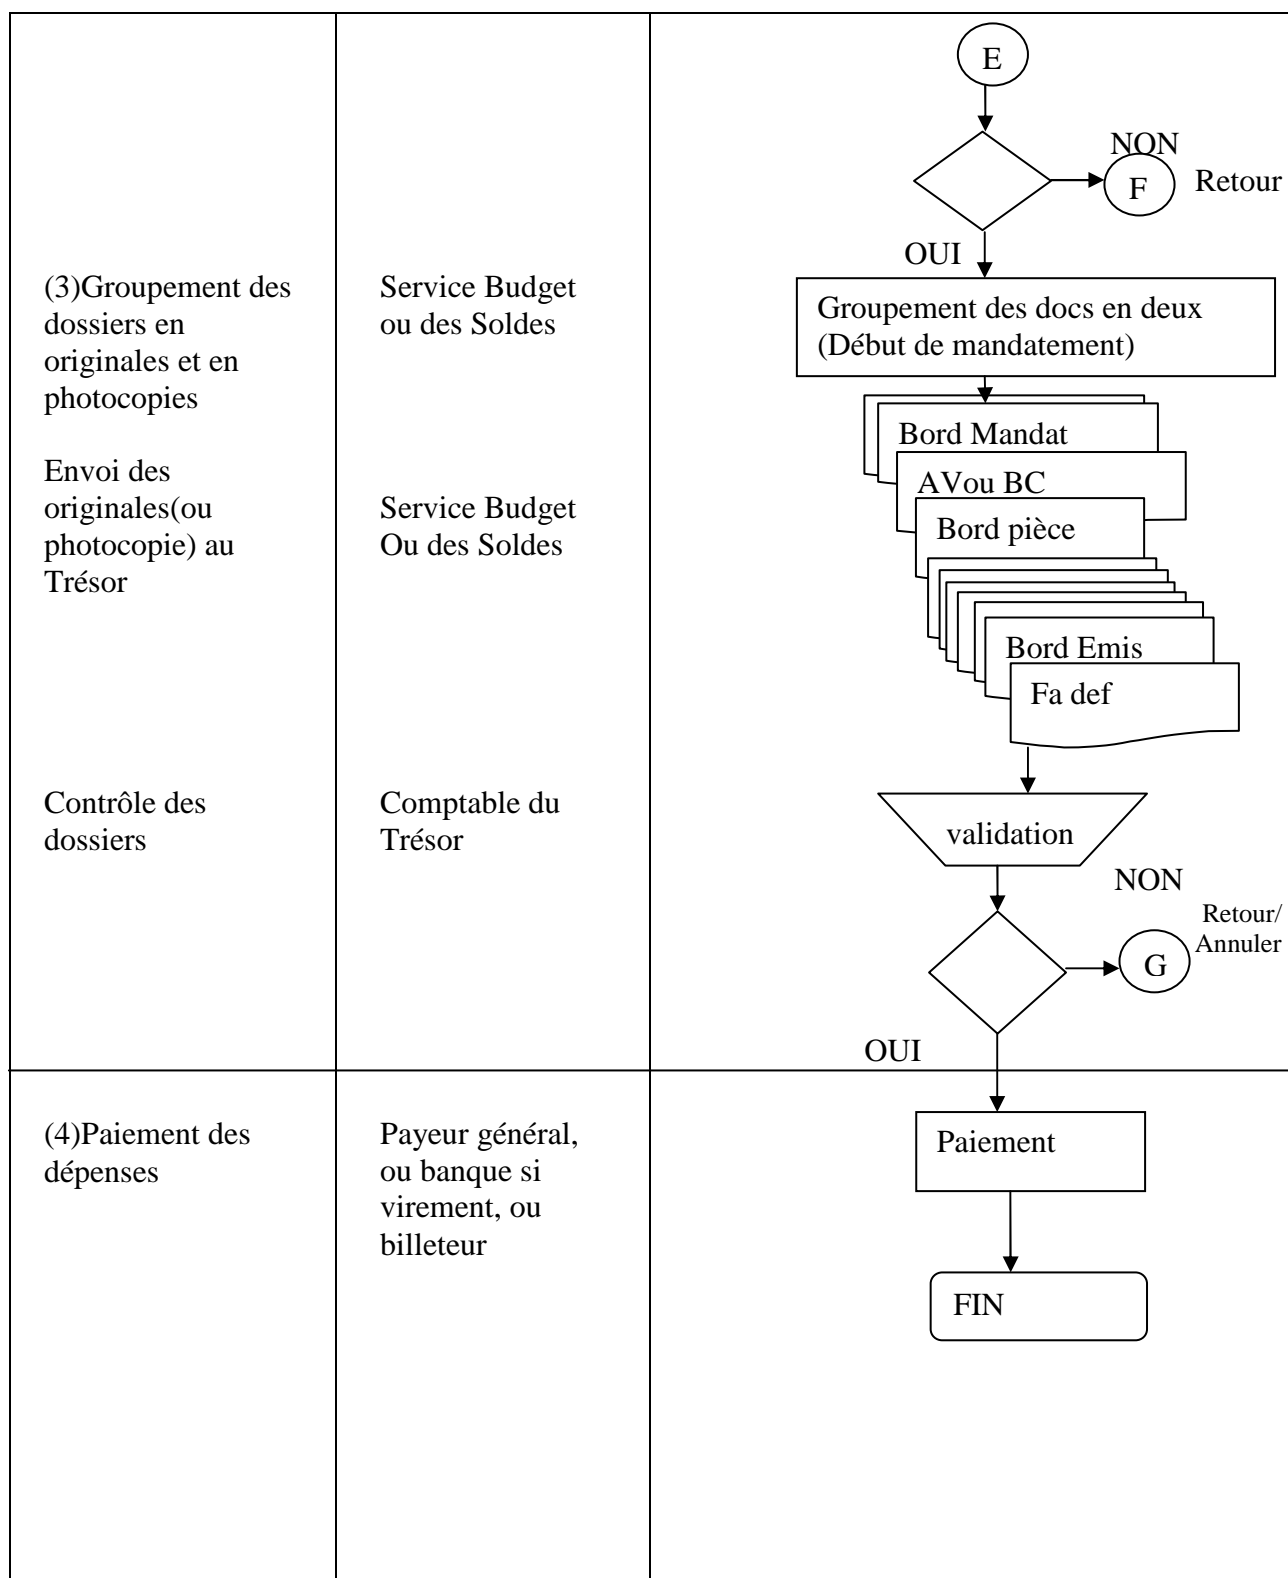 E
NON
F
Retour
OUI
(3)Groupement des
dossiers en
originales et en
photocopies
Service Budget
ou des Soldes
Groupement des docs en deux
(Début de mandatement)
Bord Mandat
AVou BC
Bord pièce
Envoi des
originales(ou
photocopie) au
Trésor
Service Budget
Ou des Soldes
Bord Emis
Fa def
Contrôle des
dossiers
Comptable du
Trésor
validation
NON
Retour/
Annuler
G
OUI
(4)Paiement des
dépenses
Payeur général,
ou banque si
virement, ou
billeteur
Paiement
FIN